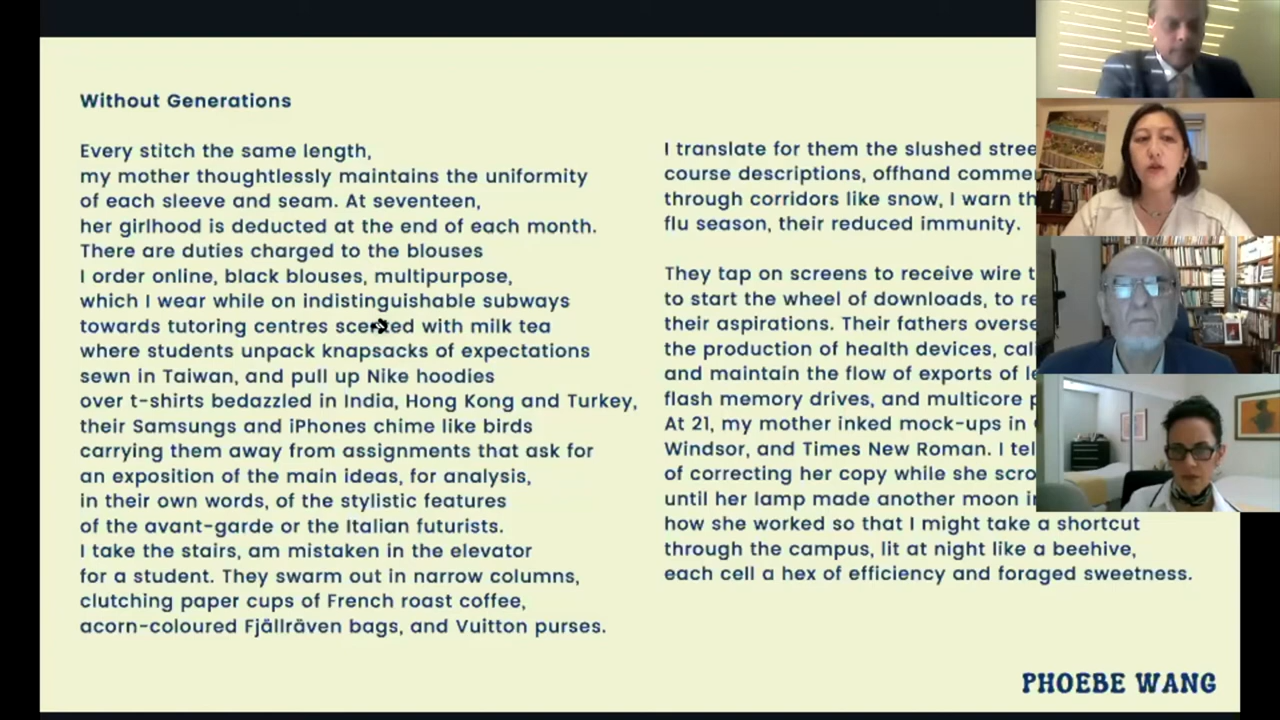 Without Generations
Every stitch the same length,
my mother thoughtlessly maintains the uniformity
of each sleeve and seam. At seventeen,
her girlhood is deducted at the end of each month.
There are duties charged to the blouses
I order online, black blouses, multipurpose,
which I wear while on indistinguishable subways
towards tutoring centres scented with milk tea
where students unpack knapsacks of expectations
sewn in Taiwan, and pull up Nike hoodies
over t-shirts bedazzled in India, Hong Kong and Turkey,
their Samsungs and iPhones chime like birds
carrying them away from assignments that ask for
an exposition of the main ideas, for analysis,
in their own words, of the stylistic features
of the avant-garde or the Italian futurists.
I take the stairs, am mistaken in the elevator
for a student. They swarm out in narrow columns,
clutching paper cups of French roast coffee,
acorn-coloured Fjällräven bags, and Vuitton purses.
I translate for them the slushed
course descriptions, offhand
through corridors like snow, I warn
flu season, their reduced immunity.
They tap on screens to receive wire
to start the wheel of downloads, to
their aspirations. Their fathers
the production of health devices,
and maintain the flow of exports of
flash memory drives, and multicore
At 21, my mother inked mock-ups in
Windsor, and Times New Roman. I
of correcting her copy while she
until her lamp made another moon
how she worked so that I might take a shortcut
through the campus, lit at night like a beehive,
each cell a hex of efficiency and foraged sweetness.
PHOEBE WANG